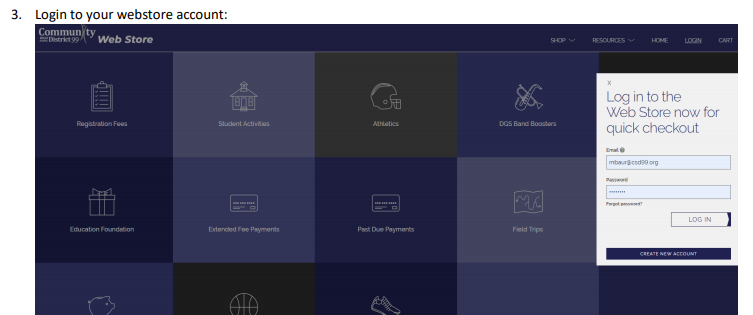 3. Login to your webstore account:
Community
District 99 Web Store
SHOP RESOURCES HOME LOGIN CART
X
Log in to the
Web Store now for
quick checkout
Email
mbaur@csd99.org
Password
········
Forgot password?
LOG IN
CREATE NEW ACCOUNT
Registration Fees Student Activities Athletics DGS Band Boosters
Education Foundation Extended Fee Payments Past Due Payments Field Trips